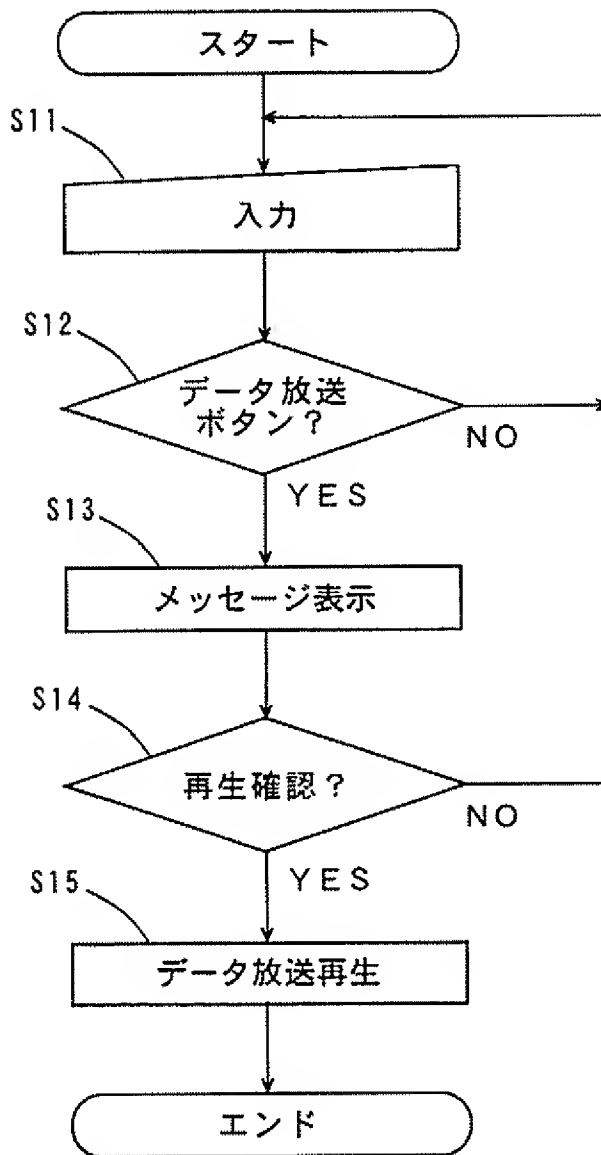 スタート
S11
入力
S12
データ放送
ボタン？
NO
YES
S13
メッセージ表示
S14
再生確認？
NO
YES
S15
データ放送再生
エンド